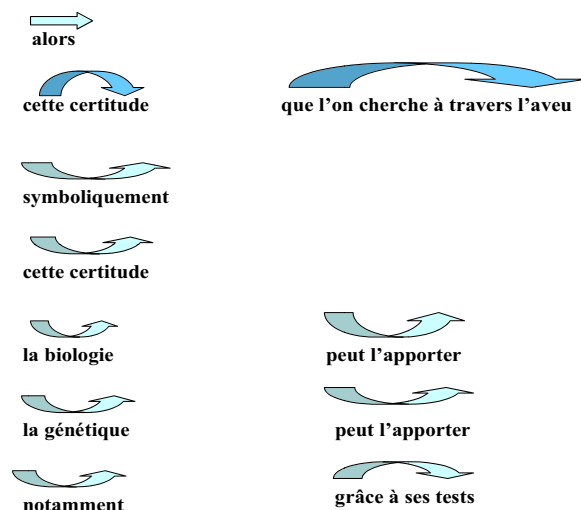 alors
cette certitude que l'on cherche à travers l'aveu
symboliquement
cette certitude
la biologie peut l'apporter
la génétique peut l'apporter
notamment grâce à ses tests